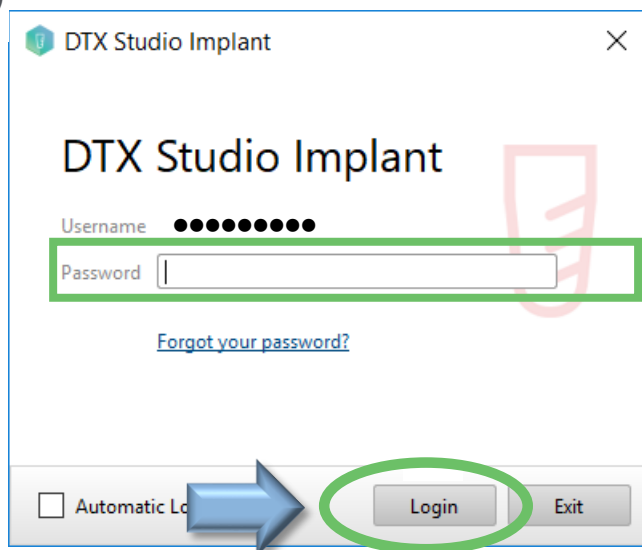 DTX Studio Implant
DTX Studio Implant
Username ●●●●●●●●●
Password
Forgot your password?
Automatic Lo
Login
Exit